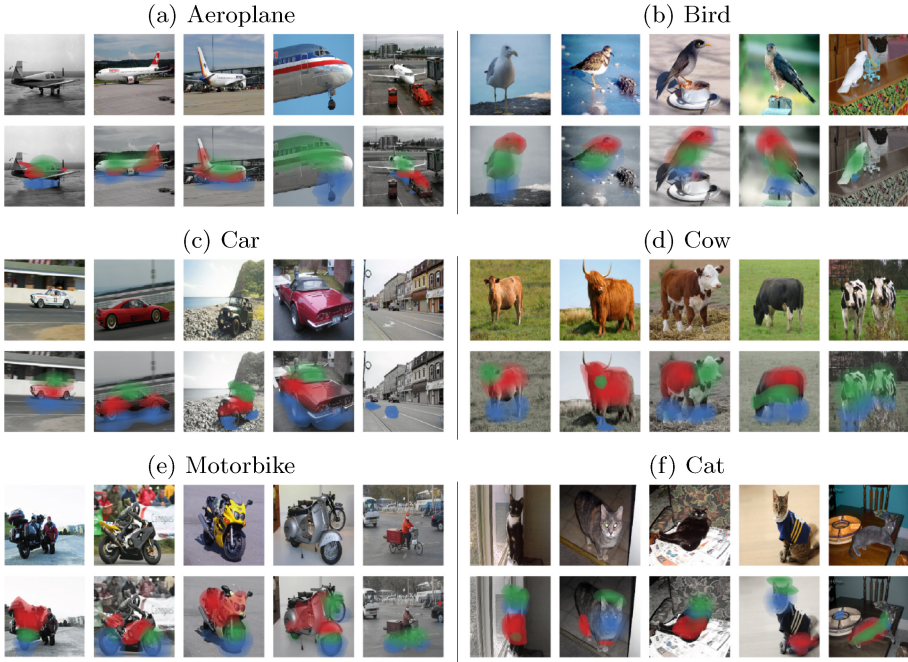 (a) Aeroplane
(b) Bird
(c) Car
(d) Cow
(e) Motorbike
(f) Cat